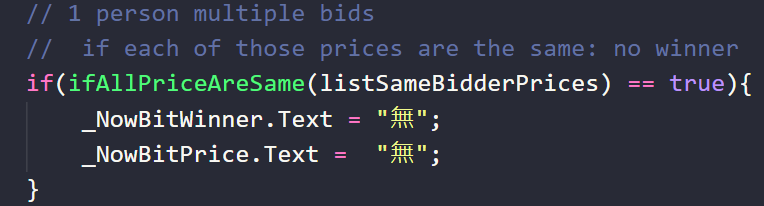 // 1 person multiple bids
//  if each of those prices are the same: no winner
if(ifAllPriceAreSame(listSameBidderPrices) == true){
    _NowBitWinner.Text = "無";
    _NowBitPrice.Text =  "無";
}